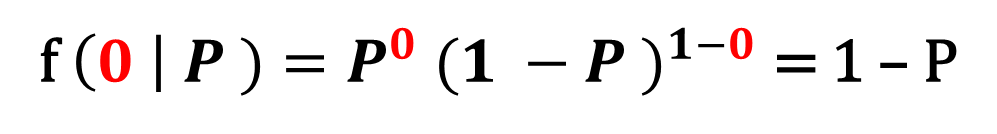 f (0 | P ) = P⁰ (1 − P )¹⁻⁰ = 1 – P